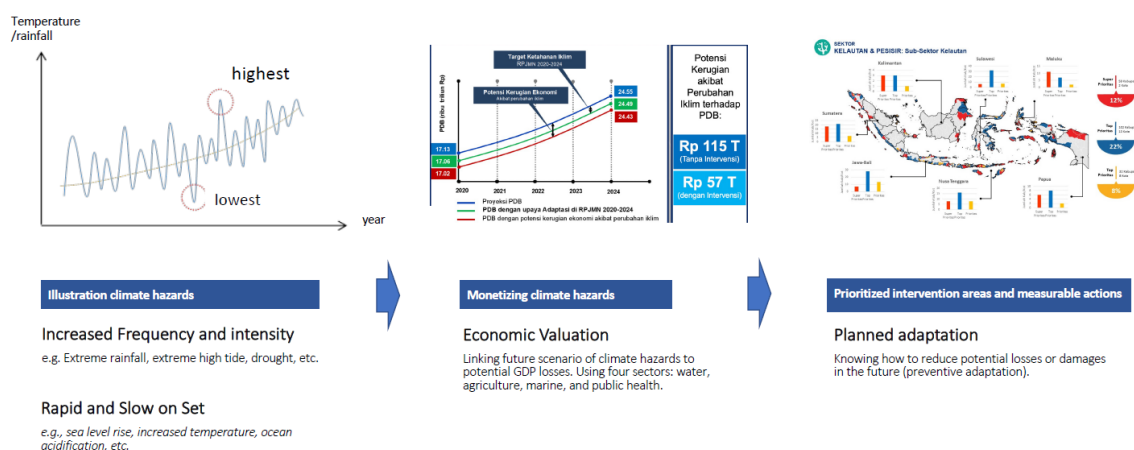 Temperature
/rainfall
highest
lowest
year
PDB (ribu triliun Rp)
Target Ketahanan Iklim
RPJMN 2020-2024
Potensi Kerugian Ekonomi
Akibat perubahan iklim
17.13
17.06
17.02
24.55
24.49
24.43
2020 2021 2022 2023 2024
Proyeksi PDB
PDB dengan upaya Adaptasi di RPJMN 2020-2024
PDB dengan potensi kerugian ekonomi akibat perubahan iklim
Potensi
Kerugian
akibat
Perubahan
Iklim terhadap
PDB:
Rp 115 T
(Tanpa Intervensi)
Rp 57 T
(dengan Intervensi)
SEKTOR
KELAUTAN & PESISIR: Sub-Sektor Kelautan
Kalimantan
Sulawesi
Maluku
Sumatera
Jawa-Bali
Nusa Tenggara
Papua
Super
Prioritas
12%
Top
Prioritas
22%
Top
Prioritas
8%
Illustration climate hazards
Increased Frequency and intensity
e.g. Extreme rainfall, extreme high tide, drought, etc.
Rapid and Slow on Set
e.g., sea level rise, increased temperature, ocean
acidification, etc.
Monetizing climate hazards
Economic Valuation
Linking future scenario of climate hazards to
potential GDP losses. Using four sectors: water,
agriculture, marine, and public health.
Prioritized intervention areas and measurable actions
Planned adaptation
Knowing how to reduce potential losses or damages
in the future (preventive adaptation).